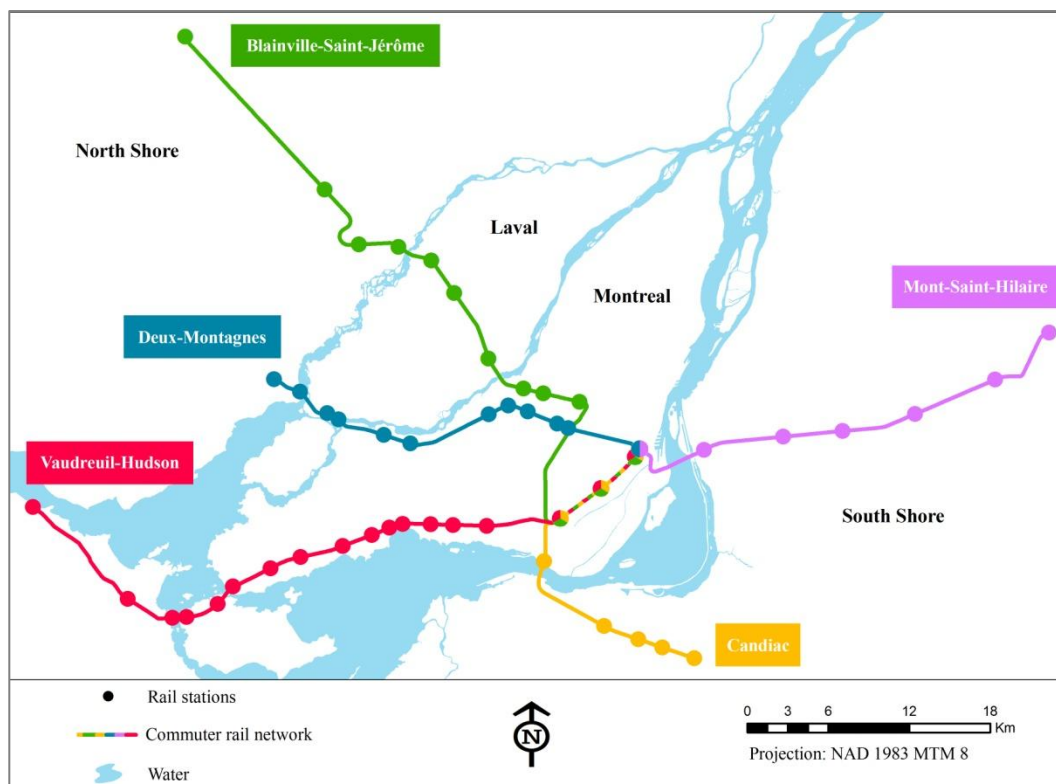 Blainville-Saint-Jérôme
North Shore
Laval
Mont-Saint-Hilaire
Montreal
Deux-Montagnes
Vaudreuil-Hudson
South Shore
Candiac
Rail stations
Commuter rail network
Water
N
0 3 6 12 18
Km
Projection: NAD 1983 MTM 8